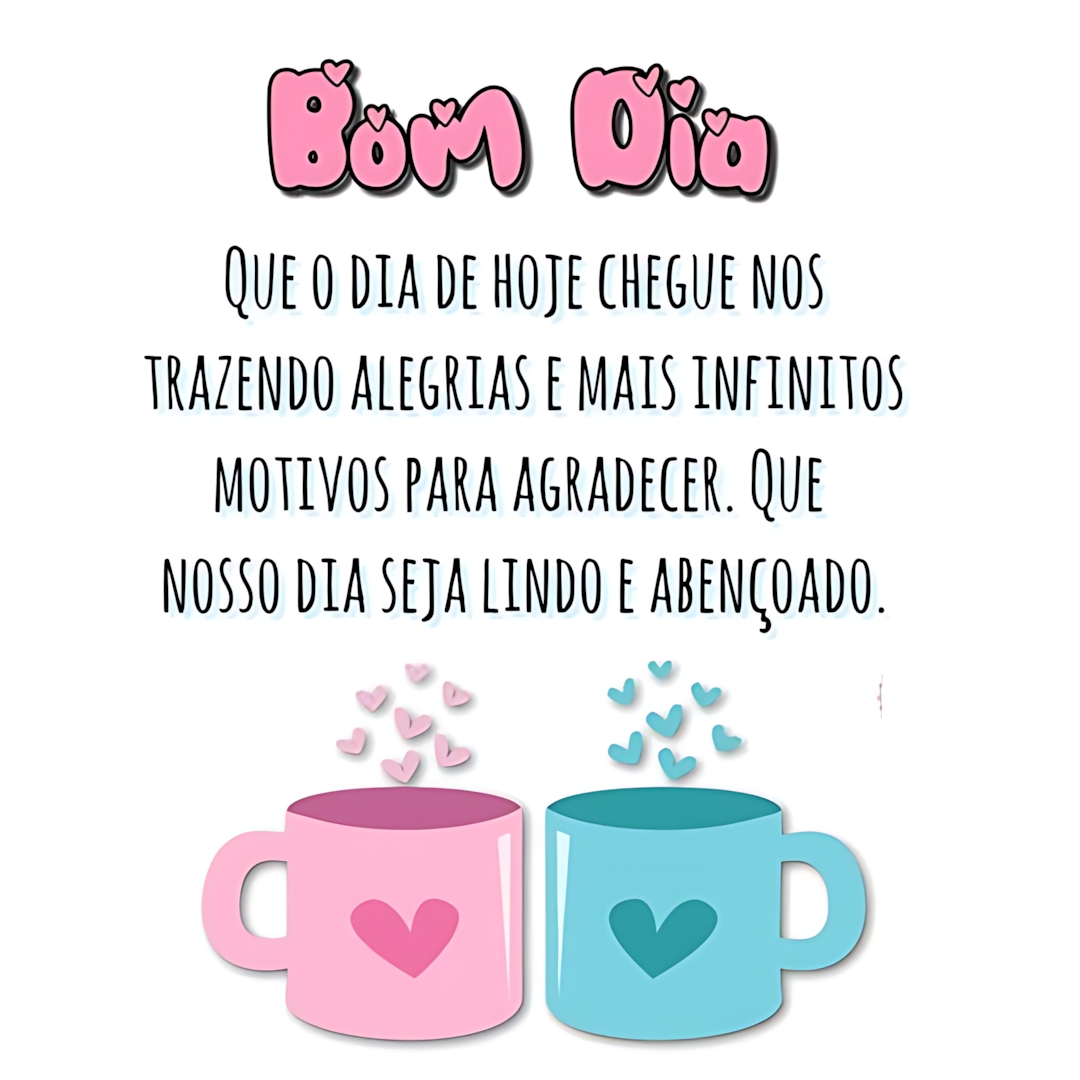 Bom Dia
Que o dia de hoje chegue nos
trazendo alegrias e mais infinitos
motivos para agradecer. Que
nosso dia seja lindo e abençoado.